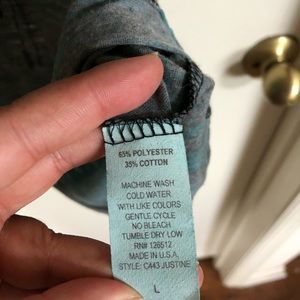 65% POLYESTER
35% COTTON
MACHINE WASH
COLD WATER
WITH LIKE COLORS
GENTLE CYCLE
NO BLEACH
TUMBLE DRY LOW
RN# 126512
MADE IN U.S.A.
STYLE: C443 JUSTINE
L